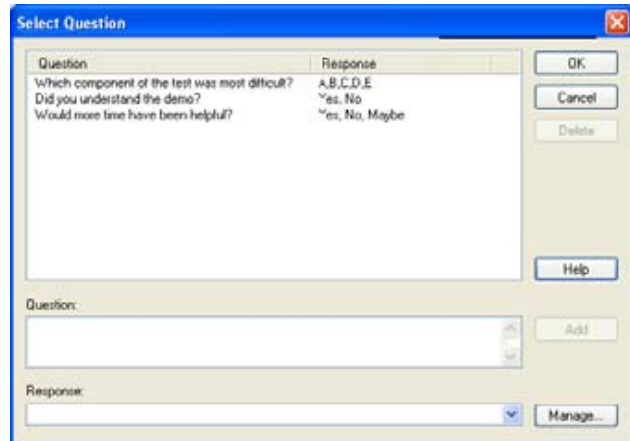 Select Question
Question Response OK
Which component of the test was most difficult? A,B,C,D,E
Did you understand the demo? Yes, No Cancel
Would more time have been helpful? Yes, No, Maybe
Delete
Help
Question:
Add
Response:
Manage...